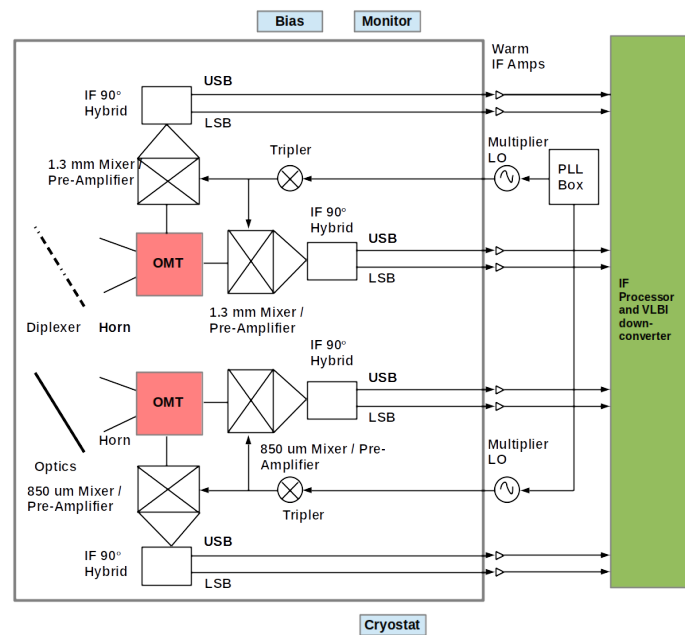 Bias
Monitor
Warm
IF Amps
USB
IF 90°
Hybrid
LSB
Multiplier
LO
Tripler
1.3 mm Mixer /
Pre-Amplifier
PLL
Box
IF 90°
Hybrid
USB
OMT
LSB
IF
Processor
and VLBI
down-
converter
1.3 mm Mixer /
Pre-Amplifier
Diplexer
Horn
IF 90°
Hybrid
USB
OMT
LSB
Horn
850 um Mixer / Pre-
Amplifier
Multiplier
LO
Optics
850 um Mixer /
Pre-Amplifier
Tripler
USB
IF 90°
Hybrid
LSB
Cryostat